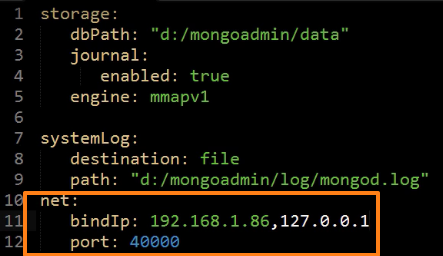 1 storage:
2 dbPath: "d:/mongoadmin/data"
3 journal:
4 enabled: true
5 engine: mmapv1
6
7 systemLog:
8 destination: file
9 path: "d:/mongoadmin/log/mongod.log"
10 net:
11 bindIp: 192.168.1.86,127.0.0.1
12 port: 40000